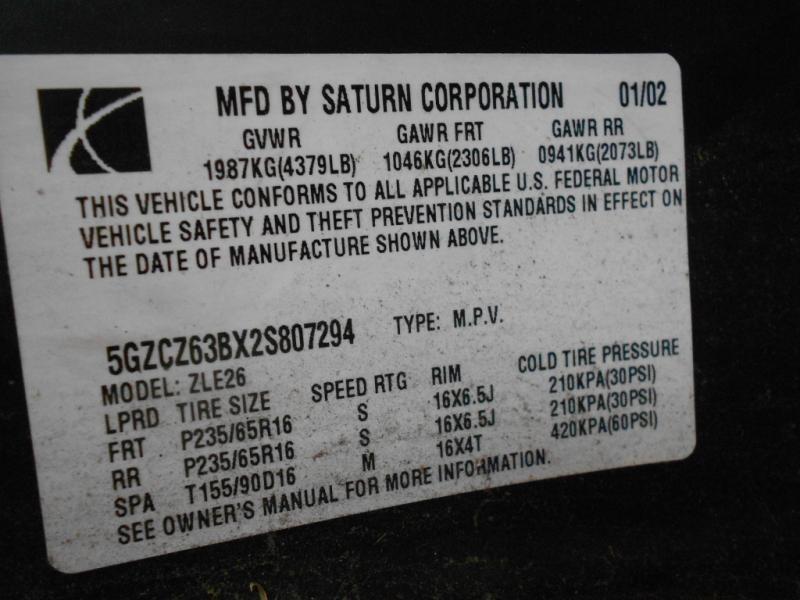 MFD BY SATURN CORPORATION 01/02
GVWR GAWR FRT GAWR RR
1987KG(4379LB) 1046KG(2306LB) 0941KG(2073LB)
THIS VEHICLE CONFORMS TO ALL APPLICABLE U.S. FEDERAL MOTOR
VEHICLE SAFETY AND THEFT PREVENTION STANDARDS IN EFFECT ON
THE DATE OF MANUFACTURE SHOWN ABOVE.
5GZCZ63BX2S807294 TYPE: M.P.V.
MODEL: ZLE26
LPRD TIRE SIZE SPEED RTG RIM COLD TIRE PRESSURE
FRT P235/65R16 S 16X6.5J 210KPA(30PSI)
RR P235/65R16 S 16X6.5J 210KPA(30PSI)
SPA T155/90D16 M 16X4T 420KPA(60PSI)
SEE OWNER'S MANUAL FOR MORE INFORMATION.